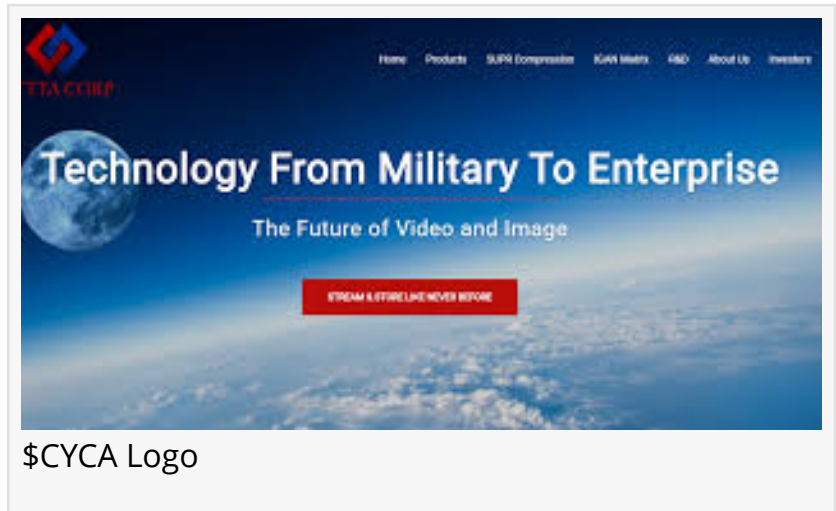 TTA CORP
Home Products SUPR Compression IGAN Matrix R&D About Us Investors
Technology From Military To Enterprise
The Future of Video and Image
STREAM & STORE LIKE NEVER BEFORE
$CYCA Logo